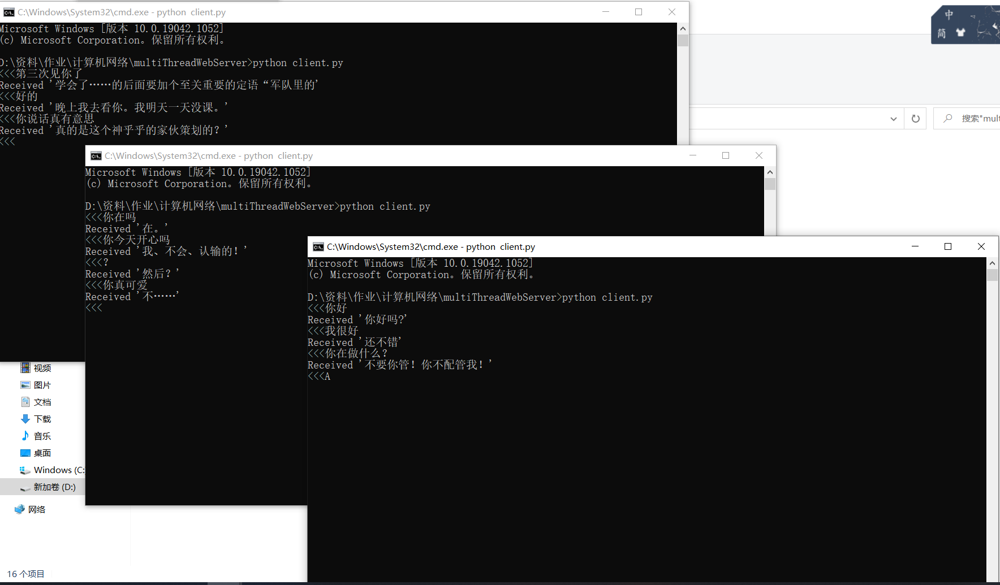 C:\Windows\System32\cmd.exe - python  client.py
Microsoft Windows [版本 10.0.19042.1052]
(c) Microsoft Corporation。保留所有权利。
D:\资料\作业\计算机网络\multiThreadWebServer>python client.py
<<<第三次见你了
Received '学会了……的后面要加个至关重要的定语“军队里的'
<<<好的
Received '晚上我去看你。我明天一天没课。'
<<<你说话真有意思
Received '真的是这个神乎乎的家伙策划的？'
<<<
C:\Windows\System32\cmd.exe - python  client.py
Microsoft Windows [版本 10.0.19042.1052]
(c) Microsoft Corporation。保留所有权利。
D:\资料\作业\计算机网络\multiThreadWebServer>python client.py
<<<你在吗
Received '在。'
<<<你今天开心吗
Received '我、不会、认输的！'
<<<?
Received '然后？'
<<<你真可爱
Received '不……'
<<<
C:\Windows\System32\cmd.exe - python  client.py
Microsoft Windows [版本 10.0.19042.1052]
(c) Microsoft Corporation。保留所有权利。
D:\资料\作业\计算机网络\multiThreadWebServer>python client.py
<<<你好
Received '你好吗?'
<<<我很好
Received '还不错'
<<<你在做什么？
Received '不要你管！你不配管我！'
<<<A
中
简
搜索"mult
视频
图片
文档
下载
音乐
桌面
Windows (C:
新加卷 (D:)
网络
16 个项目